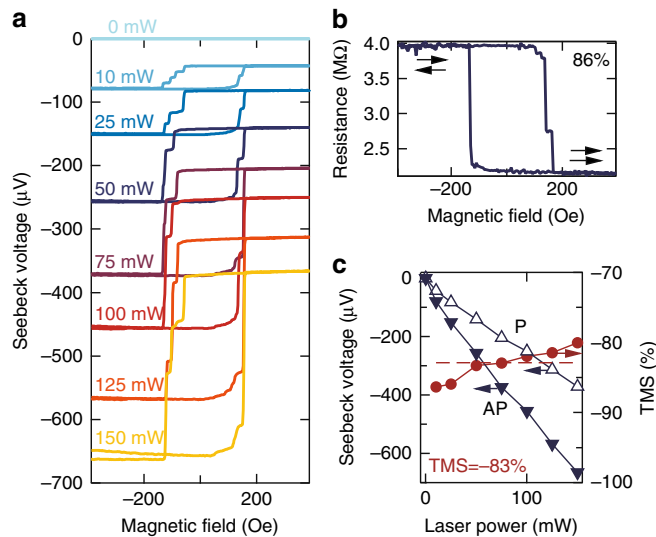 a
0 mW
10 mW
25 mW
50 mW
75 mW
100 mW
125 mW
150 mW
0
−100
−200
−300
−400
−500
−600
−700
Seebeck voltage (μV)
−200
200
Magnetic field (Oe)
b
86%
4.0
3.5
3.0
2.5
Resistance (MΩ)
−200
200
Magnetic field (Oe)
c
0
−200
−400
−600
Seebeck voltage (μV)
P
AP
TMS=−83%
−70
−80
−90
−100
TMS (%)
0
50
100
150
Laser power (mW)